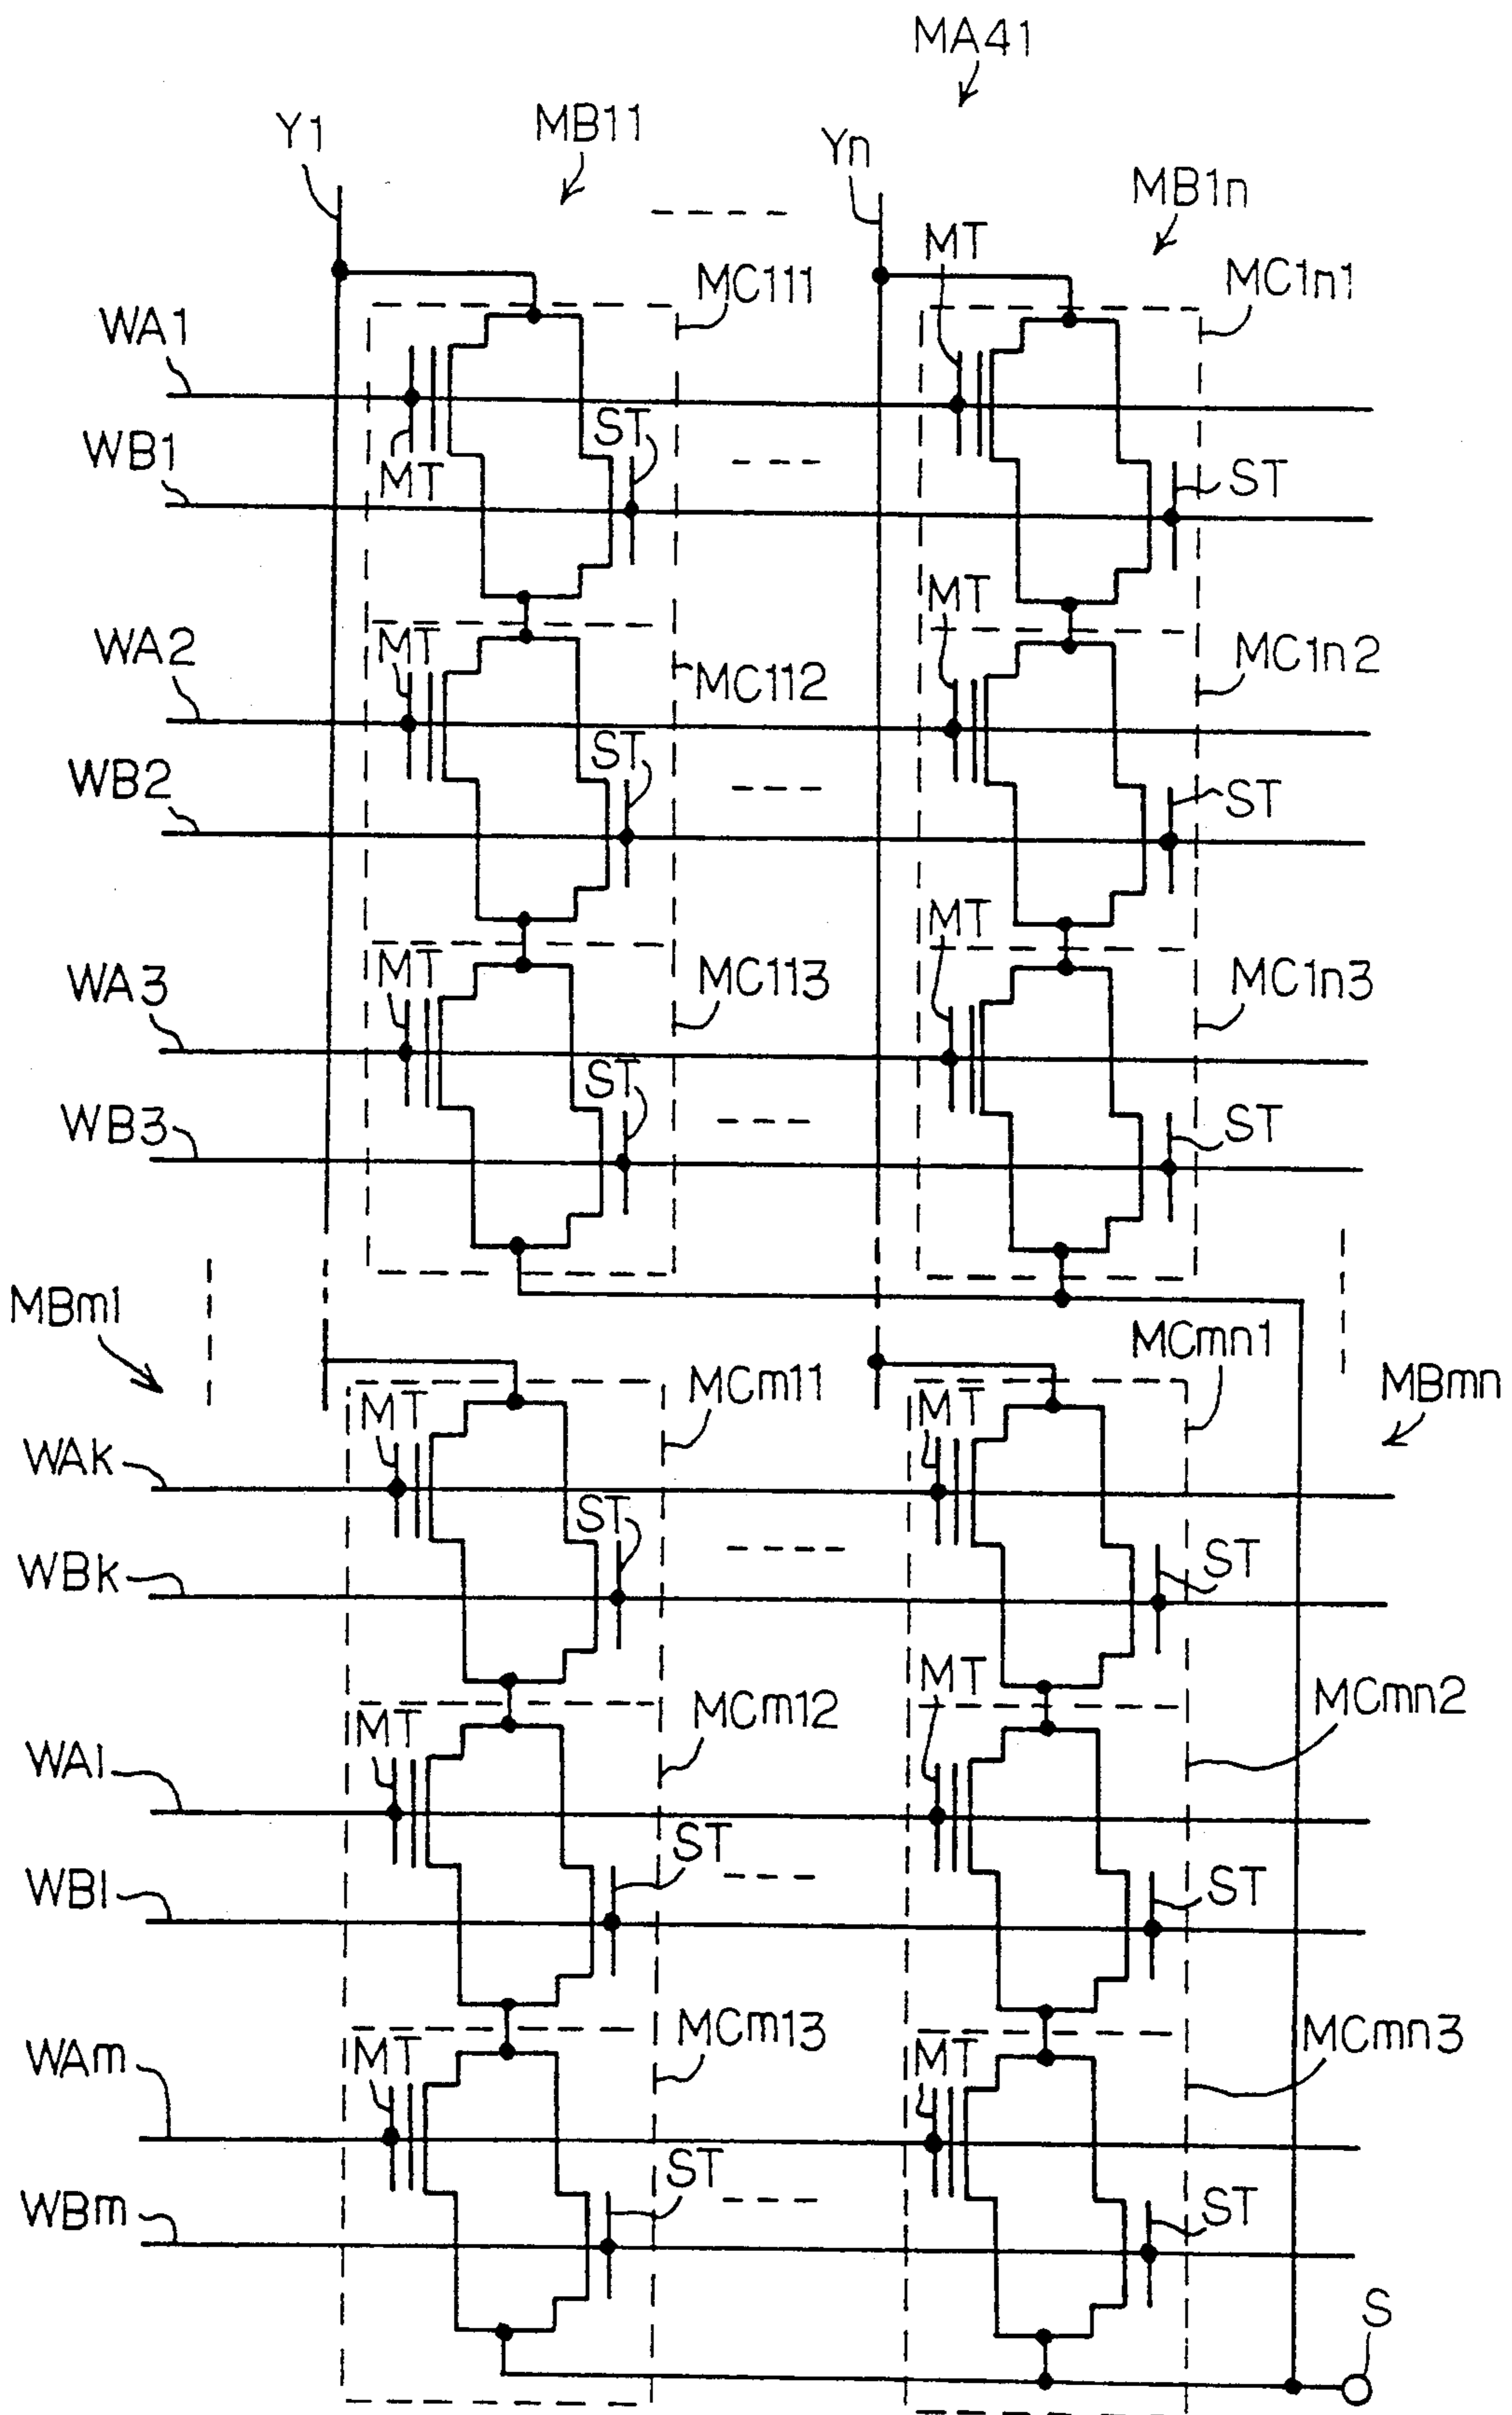 MA41
Y1
MB11
Yn
MB1n
MT
MC111
MC1n1
WA1
ST
WB1
MT
ST
MT
WA2
MT
MC112
MC1n2
ST
WB2
ST
MT
WA3
MT
MC113
MC1n3
ST
WB3
ST
MBm1
MCmn1
MCm11
MBmn
MT
MT
WAk
ST
WBk
ST
MT
MCm12
MCmn2
MT
WAl
ST
WBl
ST
MCm13
MCmn3
WAm
MT
MT
ST
WBm
ST
S